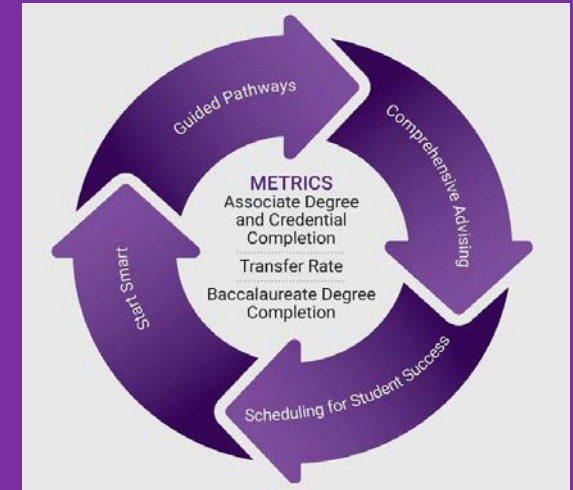 Guided Pathways
Comprehensive Advising
METRICS
Associate Degree
and Credential
Completion
Transfer Rate
Baccalaureate Degree
Completion
Start Smart
Scheduling for Student Success